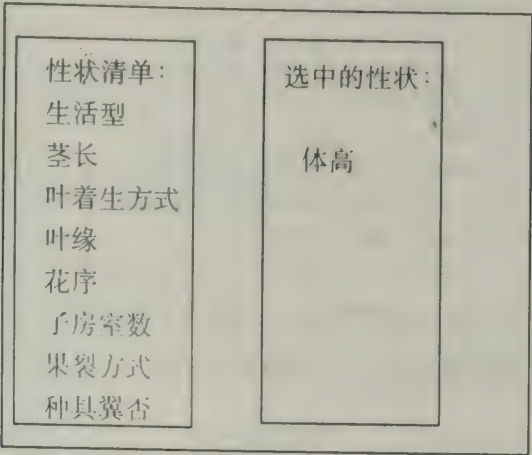 性状清单:
生活型
茎长
叶着生方式
叶缘
花序
子房室数
果裂方式
种具翼否
选中的性状:
体高